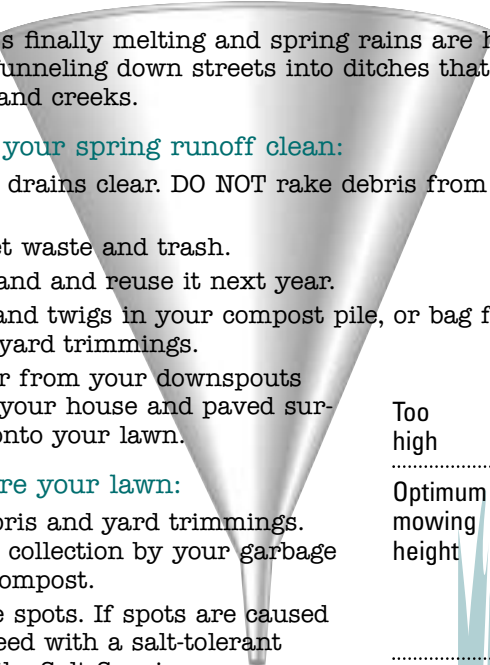 s finally melting and spring rains are
unneling down streets into ditches that
and creeks.
your spring runoff clean:
drains clear. DO NOT rake debris from
et waste and trash.
and and reuse it next year.
and twigs in your compost pile, or bag f
yard trimmings.
r from your downspouts
your house and paved sur-
onto your lawn.
re your lawn:
bris and yard trimmings.
collection by your garbage
ompost.
e spots. If spots are caused
eed with a salt-tolerant
Too
high
Optimum
mowing
height